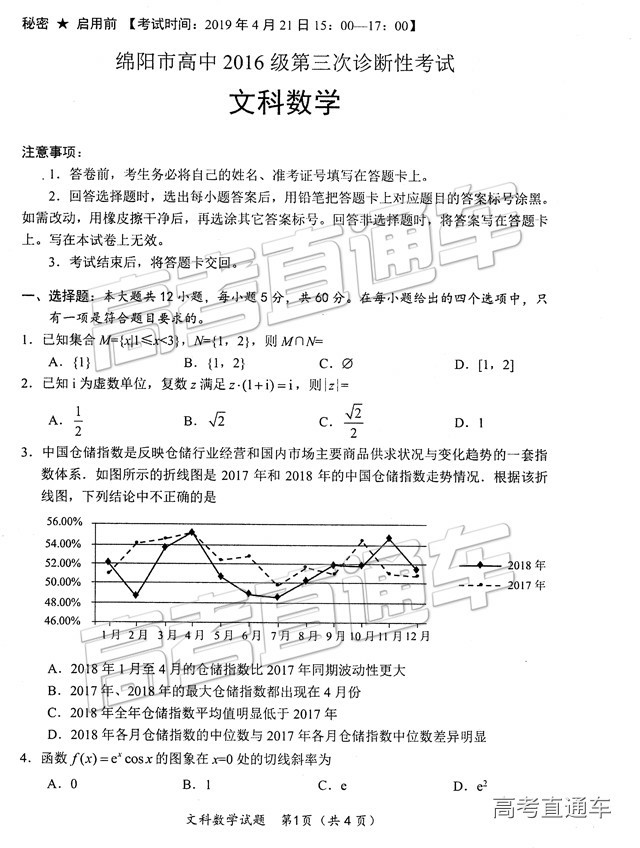 秘密 ★ 启用前 【考试时间：2019 年 4 月 21 日 15：00—17：00】
绵阳市高中 2016 级第三次诊断性考试
文科数学
注意事项：
1．答卷前，考生务必将自己的姓名、准考证号填写在答题卡上。
2．回答选择题时，选出每小题答案后，用铅笔把答题卡上对应题目的答案标号涂黑。
如需改动，用橡皮擦干净后，再选涂其它答案标号。回答非选择题时，将答案写在答题卡
上。写在本试卷上无效。
3．考试结束后，将答题卡交回。
一、选择题：本大题共 12 小题，每小题 5 分，共 60 分。在每小题给出的四个选项中，只
有一项是符合题目要求的。
1．已知集合 M={x|1≤x<3}，N={1，2}，则 M∩N=
A．{1} B．{1，2} C．∅ D．[1，2]
2．已知 i 为虚数单位，复数 z 满足 z·(1+i)=i，则|z|=
A．1/2 B．√2 C．√2/2 D．1
3．中国仓储指数是反映仓储行业经营和国内市场主要商品供求状况与变化趋势的一套指
数体系．如图所示的折线图是 2017 年和 2018 年的中国仓储指数走势情况．根据该折
线图，下列结论中不正确的是
56.00%
54.00%
52.00%
50.00%
48.00%
46.00%
1月 2月 3月 4月 5月 6月 7月 8月 9月 10月 11月 12月
2018 年
2017 年
A．2018 年 1 月至 4 月的仓储指数比 2017 年同期波动性更大
B．2017 年、2018 年的最大仓储指数都出现在 4 月份
C．2018 年全年仓储指数平均值明显低于 2017 年
D．2018 年各月仓储指数的中位数与 2017 年各月仓储指数中位数差异明显
4．函数 f(x)=eˣcosx 的图象在 x=0 处的切线斜率为
A．0 B．1 C．e D．e²
文科数学试题 第1页（共 4 页）
高考直通车
高考直通车
高考直通车